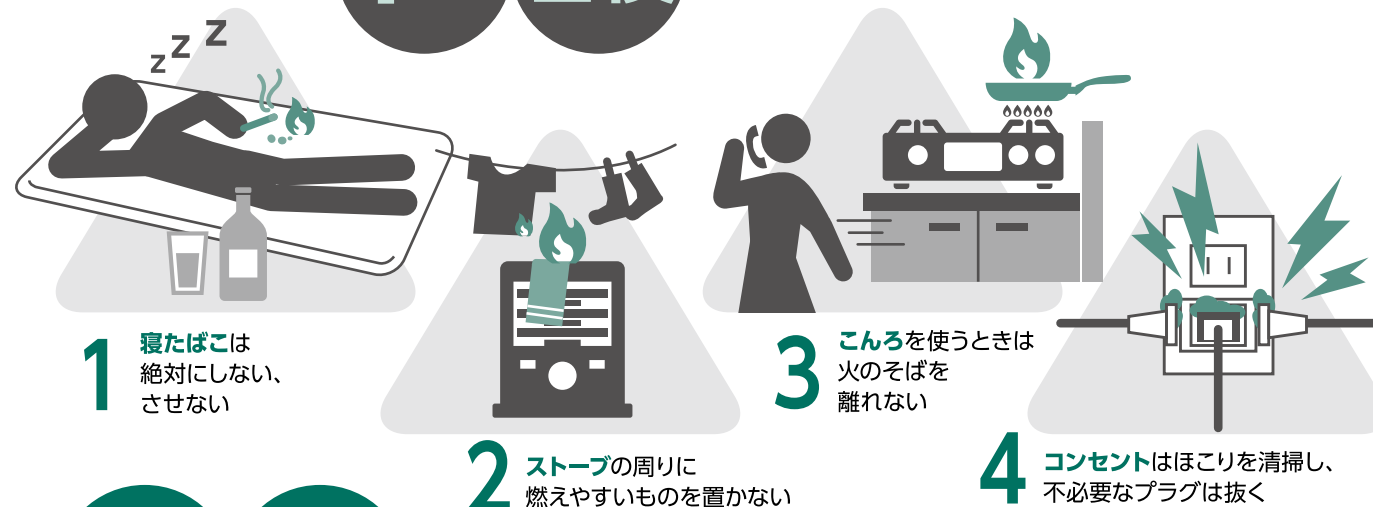 z z z
1
寝たばこは
絶対にしない、
させない
2
ストーブの周りに
燃えやすいものを置かない
3
こんろを使うときは
火のそばを
離れない
4
コンセントはほこりを清掃し、
不必要なプラグは抜く